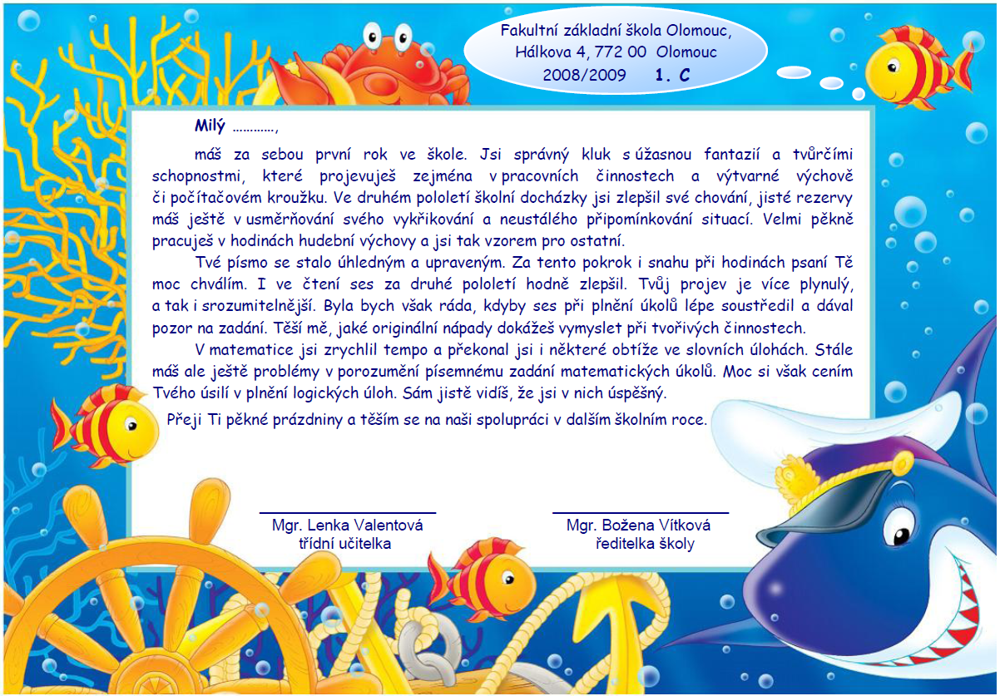 Fakultní základní škola Olomouc,
Hálkova 4, 772 00 Olomouc
2008/2009 1. C
Milý …………,
máš za sebou první rok ve škole. Jsi správný kluk s úžasnou fantazií a tvůrčími
schopnostmi, které projevuješ zejména v pracovních činnostech a výtvarné výchově
či počítačovém kroužku. Ve druhém pololetí školní docházky jsi zlepšil své chování, jisté rezervy
máš ještě v usměrňování svého vykřikování a neustálého připomínkování situací. Velmi pěkně
pracuješ v hodinách hudební výchovy a jsi tak vzorem pro ostatní.
Tvé písmo se stalo úhledným a upraveným. Za tento pokrok i snahu při hodinách psaní Tě
moc chválím. I ve čtení ses za druhé pololetí hodně zlepšil. Tvůj projev je více plynulý,
a tak i srozumitelnější. Byla bych však ráda, kdyby ses při plnění úkolů lépe soustředil a dával
pozor na zadání. Těší mě, jaké originální nápady dokážeš vymyslet při tvořivých činnostech.
V matematice jsi zrychlil tempo a překonal jsi i některé obtíže ve slovních úlohách. Stále
máš ale ještě problémy v porozumění písemnému zadání matematických úkolů. Moc si však cením
Tvého úsilí v plnění logických úloh. Sám jistě vidíš, že jsi v nich úspěšný.
Přeji Ti pěkné prázdniny a těším se na naši spolupráci v dalším školním roce.
Mgr. Lenka Valentová
třídní učitelka
Mgr. Božena Vítková
ředitelka školy